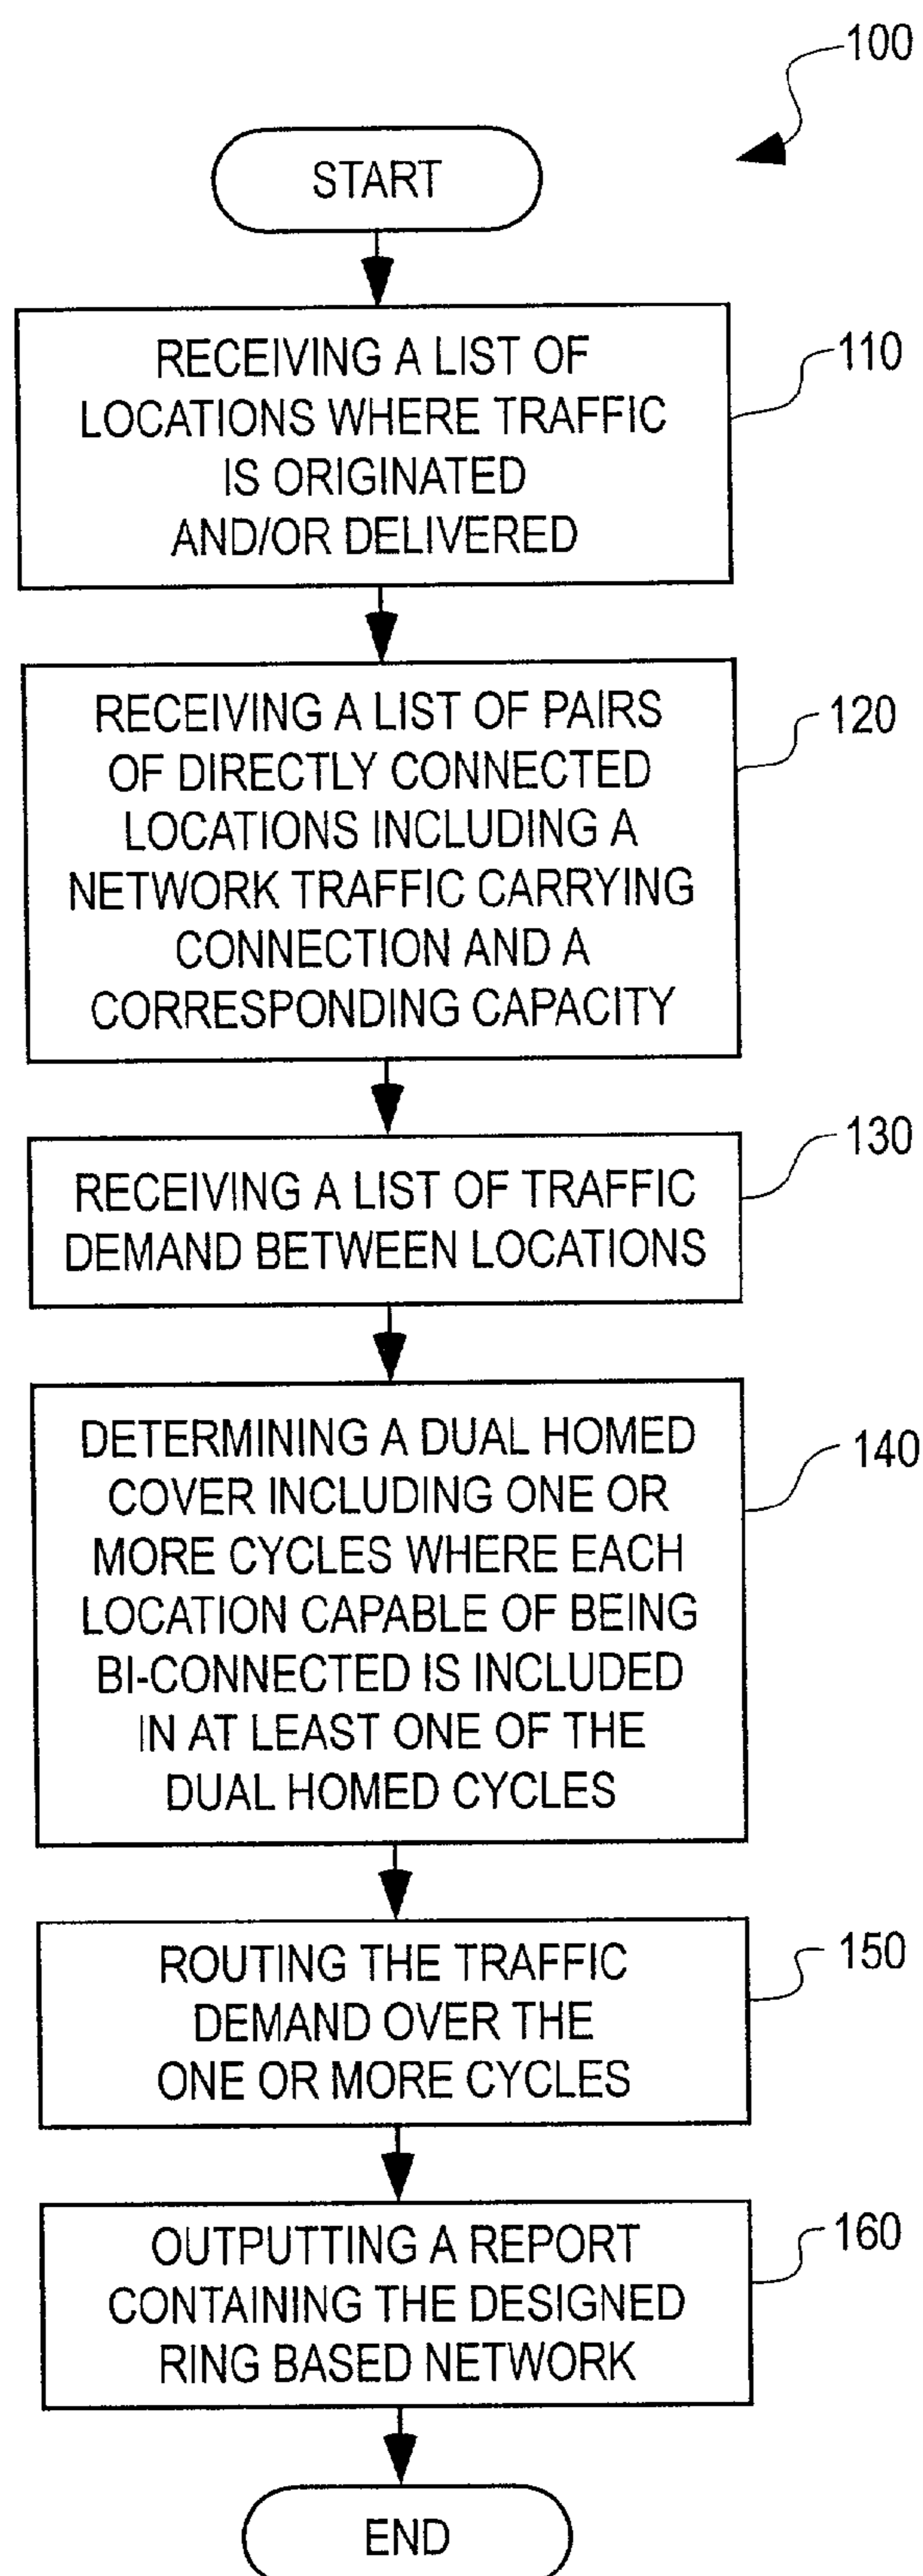 100
START
RECEIVING A LIST OF
LOCATIONS WHERE TRAFFIC
IS ORIGINATED
AND/OR DELIVERED
110
RECEIVING A LIST OF PAIRS
OF DIRECTLY CONNECTED
LOCATIONS INCLUDING A
NETWORK TRAFFIC CARRYING
CONNECTION AND A
CORRESPONDING CAPACITY
120
RECEIVING A LIST OF TRAFFIC
DEMAND BETWEEN LOCATIONS
130
DETERMINING A DUAL HOMED
COVER INCLUDING ONE OR
MORE CYCLES WHERE EACH
LOCATION CAPABLE OF BEING
BI-CONNECTED IS INCLUDED
IN AT LEAST ONE OF THE
DUAL HOMED CYCLES
140
ROUTING THE TRAFFIC
DEMAND OVER THE
ONE OR MORE CYCLES
150
OUTPUTTING A REPORT
CONTAINING THE DESIGNED
RING BASED NETWORK
160
END